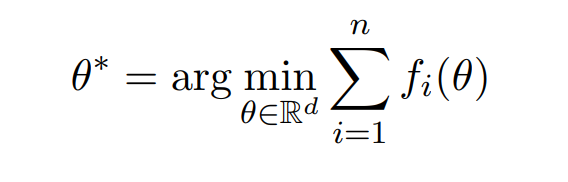 θ* = arg min_{θ∈ℝ^d} ∑_{i=1}^{n} f_i(θ)